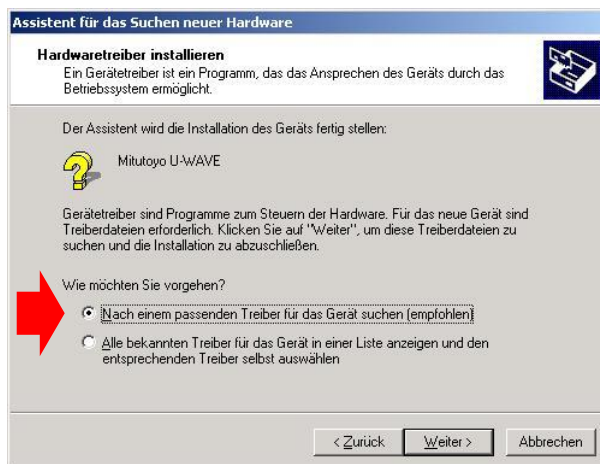 Assistent für das Suchen neuer Hardware
Hardwaretreiber installieren
Ein Gerätetreiber ist ein Programm, das das Ansprechen des Geräts durch das
Betriebssystem ermöglicht.
Der Assistent wird die Installation des Geräts fertig stellen:
Mitutoyo U-WAVE
Gerätetreiber sind Programme zum Steuern der Hardware. Für das neue Gerät sind
Treiberdateien erforderlich. Klicken Sie auf "Weiter", um diese Treiberdateien zu
suchen und die Installation zu abzuschließen.
Wie möchten Sie vorgehen?
Nach einem passenden Treiber für das Gerät suchen (empfohlen)
Alle bekannten Treiber für das Gerät in einer Liste anzeigen und den
entsprechenden Treiber selbst auswählen
< Zurück Weiter > Abbrechen